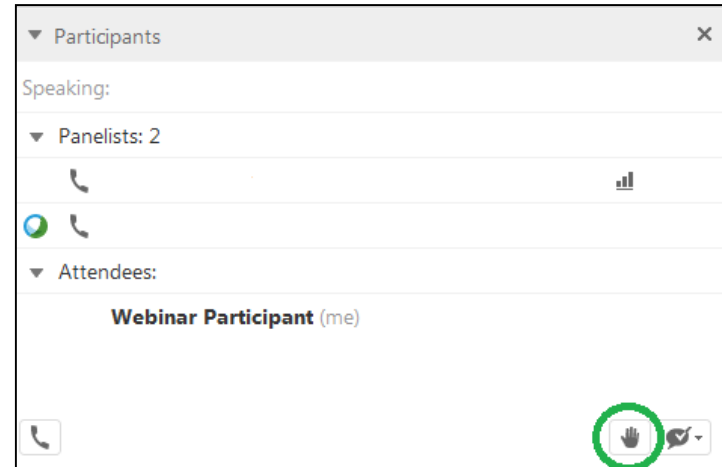 Participants
Speaking:
Panelists: 2
Attendees:
Webinar Participant (me)